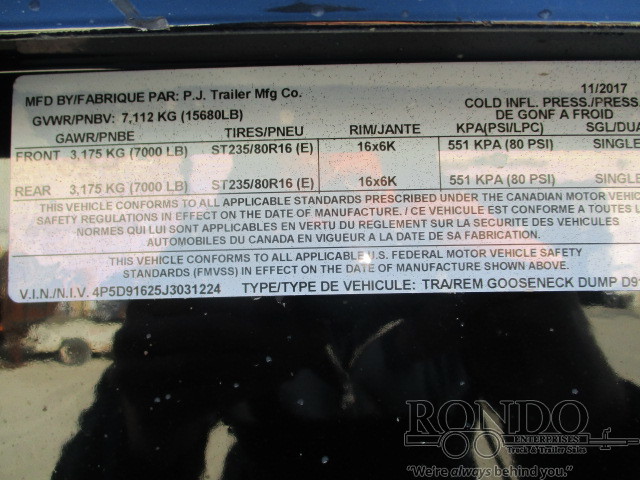 MFD BY/FABRIQUE PAR: P.J. Trailer Mfg Co. 11/2017
GVWR/PNBV: 7,112 KG (15680LB) COLD INFL. PRESS./PRESS.
DE GONF A FROID
GAWR/PNBE TIRES/PNEU RIM/JANTE KPA(PSI/LPC) SGL/DUA
FRONT 3,175 KG (7000 LB) ST235/80R16 (E) 16x6K 551 KPA (80 PSI) SINGLE
REAR 3,175 KG (7000 LB) ST235/80R16 (E) 16x6K 551 KPA (80 PSI) SINGLE
THIS VEHICLE CONFORMS TO ALL APPLICABLE STANDARDS PRESCRIBED UNDER THE CANADIAN MOTOR VEHIC
SAFETY REGULATIONS IN EFFECT ON THE DATE OF MANUFACTURE. / CE VEHICULE EST CONFORME A TOUTES L
NORMES QUI LUI SONT APPLICABLES EN VERTU DU REGLEMENT SUR LA SECURITE DES VEHICULES
AUTOMOBILES DU CANADA EN VIGUEUR A LA DATE DE SA FABRICATION.
THIS VEHICLE CONFORMS TO ALL APPLICABLE U.S. FEDERAL MOTOR VEHICLE SAFETY
STANDARDS (FMVSS) IN EFFECT ON THE DATE OF MANUFACTURE SHOWN ABOVE.
V.I.N./N.I.V. 4P5D91625J3031224 TYPE/TYPE DE VEHICULE: TRA/REM GOOSENECK DUMP D91
RONDO
ENTERPRISES
Truck & Trailer Sales
"We're always behind you."